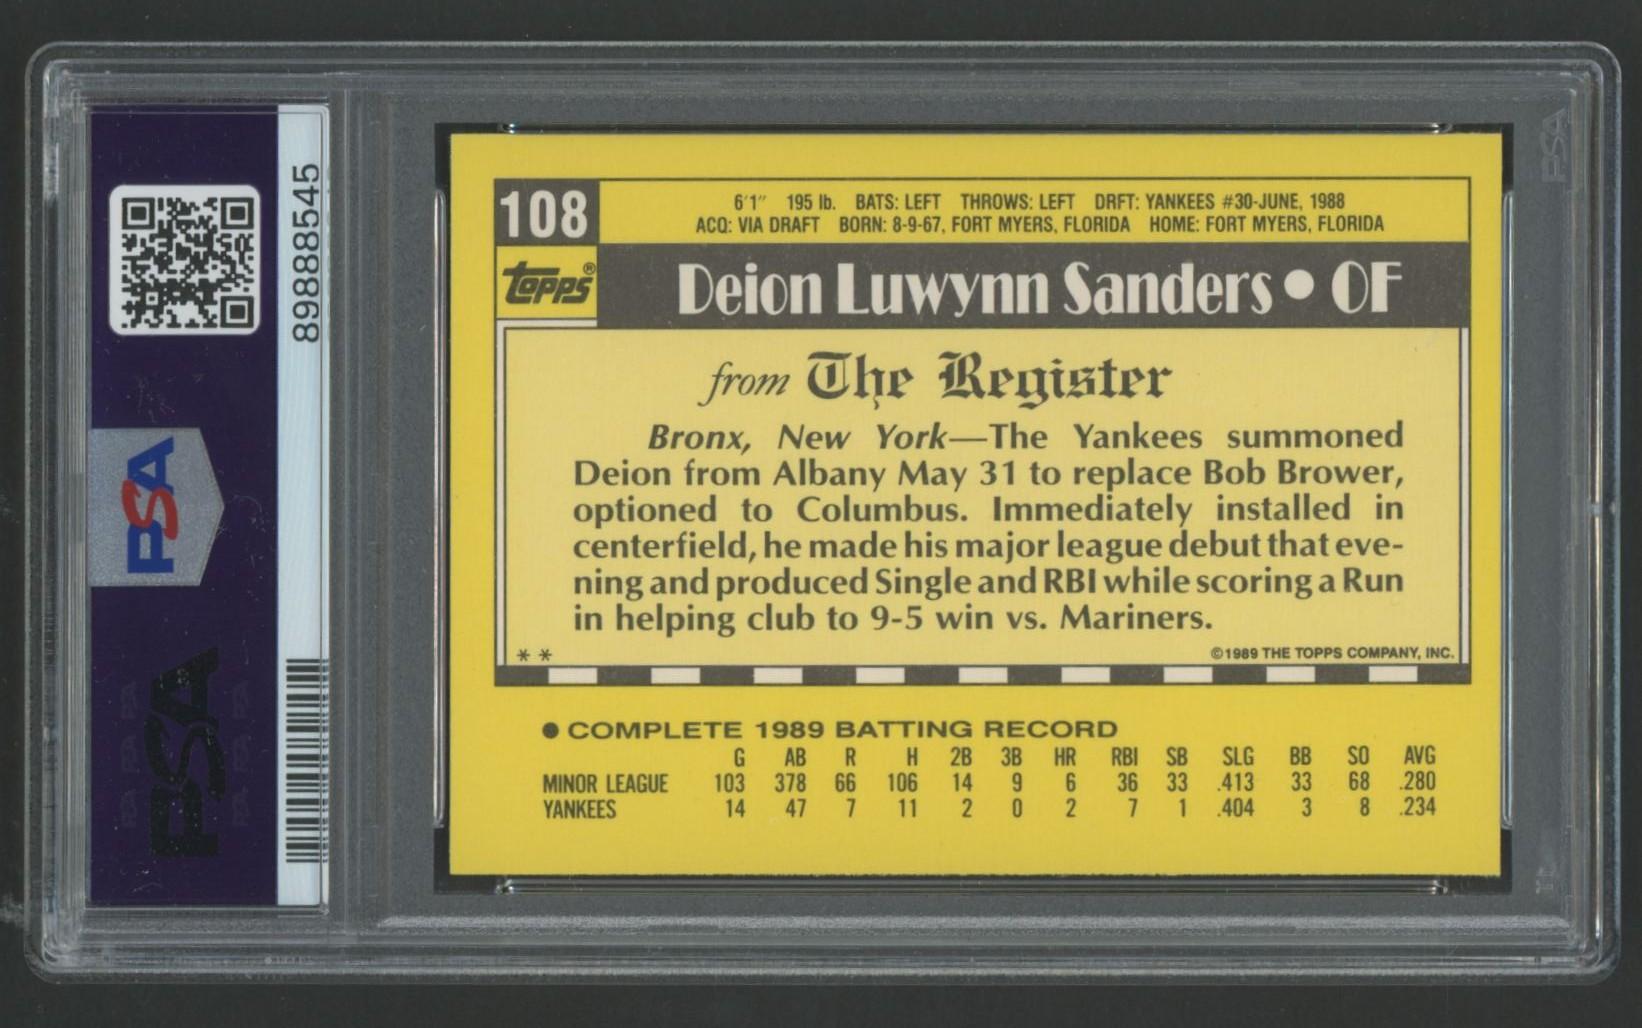 89888545
PSA
PSA
108
6'1" 195 lb. BATS: LEFT THROWS: LEFT DRFT: YANKEES #30-JUNE, 1988
ACQ: VIA DRAFT BORN: 8-9-67, FORT MYERS, FLORIDA HOME: FORT MYERS, FLORIDA
topps®
Deion Luwynn Sanders • OF
from The Register
Bronx, New York—The Yankees summoned
Deion from Albany May 31 to replace Bob Brower,
optioned to Columbus. Immediately installed in
centerfield, he made his major league debut that eve-
ning and produced Single and RBI while scoring a Run
in helping club to 9-5 win vs. Mariners.
** ©1989 THE TOPPS COMPANY, INC.
● COMPLETE 1989 BATTING RECORD
G AB R H 2B 3B HR RBI SB SLG BB SO AVG
MINOR LEAGUE 103 378 66 106 14 9 6 36 33 .413 33 68 .280
YANKEES 14 47 7 11 2 0 2 7 1 .404 3 8 .234
PSA